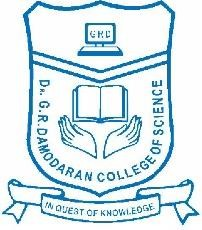 GRD
Dr. G.R. DAMODARAN COLLEGE OF SCIENCE
IN QUEST OF KNOWLEDGE